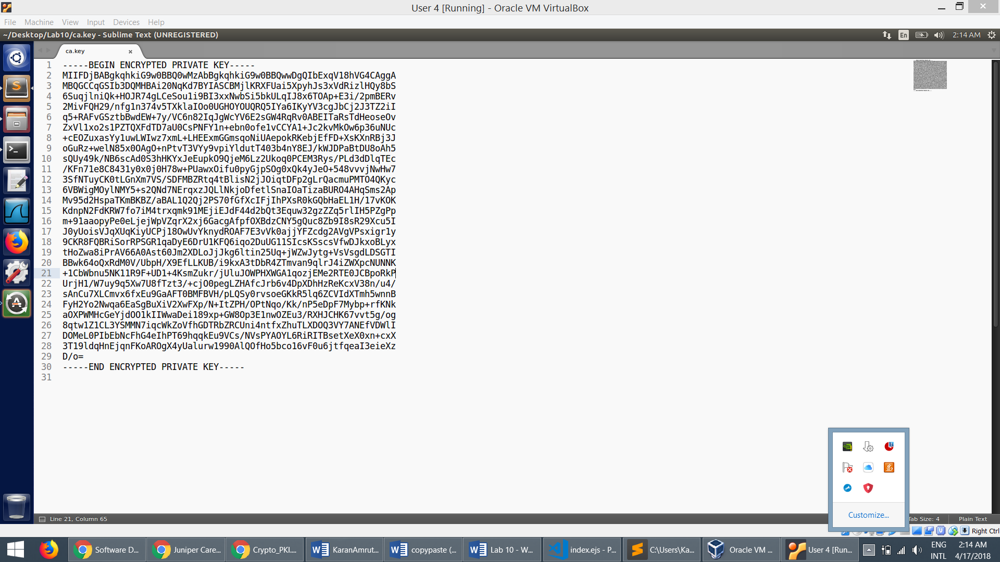 User 4 [Running] - Oracle VM VirtualBox
File Machine View Input Devices Help
~/Desktop/Lab10/ca.key - Sublime Text (UNREGISTERED)
En
2:14 AM
ca.key
1 -----BEGIN ENCRYPTED PRIVATE KEY-----
2 MIIFDjBABgkqhkiG9w0BBQ0wMzAbBgkqhkiG9w0BBQwwDgQIbExqV18hVG4CAggA
3 MBQGCCqGSIb3DQMHBAi20NqKd7BYIASCBMjlKRXFUai5XpyhJs3xVdRizlHQy8bS
4 6SuqjlniQk+HOJR74gLCeSou1i9BI3xxNwbSi5bkULqIJ8x6TOAp+E3i/2pmBERv
5 2MivFQH29/nfg1n374v5TXklaIOo0UGHOYOUQRQ5IYa6IKyYV3cgJbCj2J3TZ2iI
6 q5+RAFvGSztbBwdEW+7y/VC6n82IqJgWcYV6E2sGW4RqRv0ABEITaRsTdHeoseOv
7 ZxVl1xo2s1PZTQXFdTD7aU0CsPNFY1n+ebn0ofe1vCCYA1+Jc2kvMkOw6p36uNUc
8 +cEOZuxasYy1uwLWIwz7xmL+LHEExmGGmsqoNiUAepokRKebjEfFD+XsKXnRBj3J
9 oGuRz+welN85x0OAgO+nPtvT3VYy9vpiYldutT403b4nY8EJ/kWJDPaBtDU8oAh5
10 sQUy49k/NB6scAd0S3hHKYxJeEupkO9QjeM6Lz2Ukoq0PCEM3Rys/PLd3dDlqTEc
11 /KFn71e8C8431y0x0j0H78w+PUawxOifu0pyGjpSOg0xQk4yJeO+548vvvjNwHw7
12 3SfNTuyCK0tLGnXm7VS/SDFMBZRtq4tBlisN2jJOiqtDFp2gLrQacmuPMTO4QKyc
13 6VBWigMOylNMY5+s2QNd7NErqxzJQLlNkjoDfetlSnaIOaTizaBURO4AHqSms2Ap
14 Mv95d2HspaTKmBKBZ/aBAL1Q2Qj2PS70fGfXcIFjIhPXsR0kGQbHaEL1H/17vKOK
15 KdnpN2FdKRW7fo7iM4trxqmk91MEjiEJdF44d2bQt3Equw32gzZZq5rlIH5PZgPp
16 m+91aaopyPe0eLjejWpVZqrX2xj6GacgAfpfOXBdzCNY5gQuc8Zb9I8sR29Xcu5I
17 J0yUoisVJqXUqKiyUCPj18OwUvYknydROAF7E3vVk0ajjYFZcdg2AVgVPsxigr1y
18 9CKR8FQBRiSorRPSGR1qaDyE6DrU1KFQ6iqo2DuUG11SIcsKSscsVfwDJkxoBLyx
19 tHoZwa8iPrAV66A0Ast60Jm2XDLoJjJkg6ltin25Uq+jWZwJytg+VsVsgdLDSGTI
20 BBwk64oQxRdM0V/UbpH/X9EfLLKUB/i9kxA3tDbR4ZTmvan9qlrJ4iZWXpcNUNNK
21 +1CbWbnu5NK11R9F+UD1+4KsmZukr/jUluJOWPHXWGA1qozjEMe2RTE0JCBpoRkP
22 UrjH1/W7uy9q5Xw7U8fTzt3/+cjO0pegLZHAfcJrb6v4DpXDhHzReKcxV38n/u4/
23 sAnCu7XLCmvx6fxEu9GaAFT0BMFBVH/pLQSy0rvsoeGKkR5lq6ZCVIdXTmh5wnnB
24 FyH2Yo2Nwqa6EaSgBuXiV2XwFXp/N+ItZPH/OPtNqo/Kk/nP5eDpF7Mybp+rfKNk
25 aOXPWMHcGeYjdOO1kIIWwaDei189xp+GW8Op3E1nwOZEu3/RXHJCHK67vvt5g/og
26 8qtw1Z1CL3YSMMN7iqcWkZoVfhGDTRbZRCUni4ntfxZhuTLXDOQ3VY7ANEfVDWlI
27 DOMeL0PIbEbNcFhG4eIhPT69hqqkEu9VCs/NVsPYAOYL6RiRITBsetXeX0xn+cxX
28 3T19ldqHnEjqnFKoAROgX4yUalurw1990AlQOfHo5bco16vF0u6jtfqeaI3eieXz
29 D/o=
30 -----END ENCRYPTED PRIVATE KEY-----
31
Customize...
Line 21, Column 65
Tab Size: 4
Plain Text
Right Ctrl
Software D...
Juniper Care...
Crypto_PKI....
KaranAmrut...
copypaste (...
Lab 10 - W...
index.ejs - P...
C:\Users\Ka...
Oracle VM ...
User 4 [Run...
ENG
INTL
2:14 AM
4/17/2018